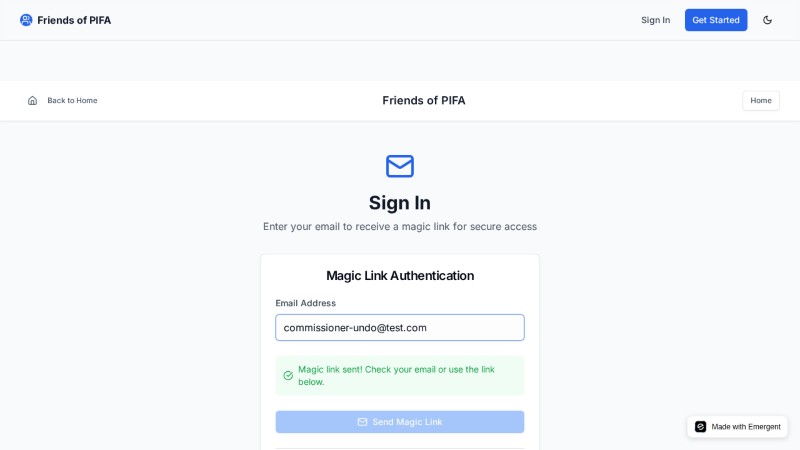 Friends of PIFA
Sign In
Get Started
Back to Home
Friends of PIFA
Home
Sign In
Enter your email to receive a magic link for secure access
Magic Link Authentication
Email Address
commissioner-undo@test.com
Magic link sent! Check your email or use the link
below.
Send Magic Link
Made with Emergent